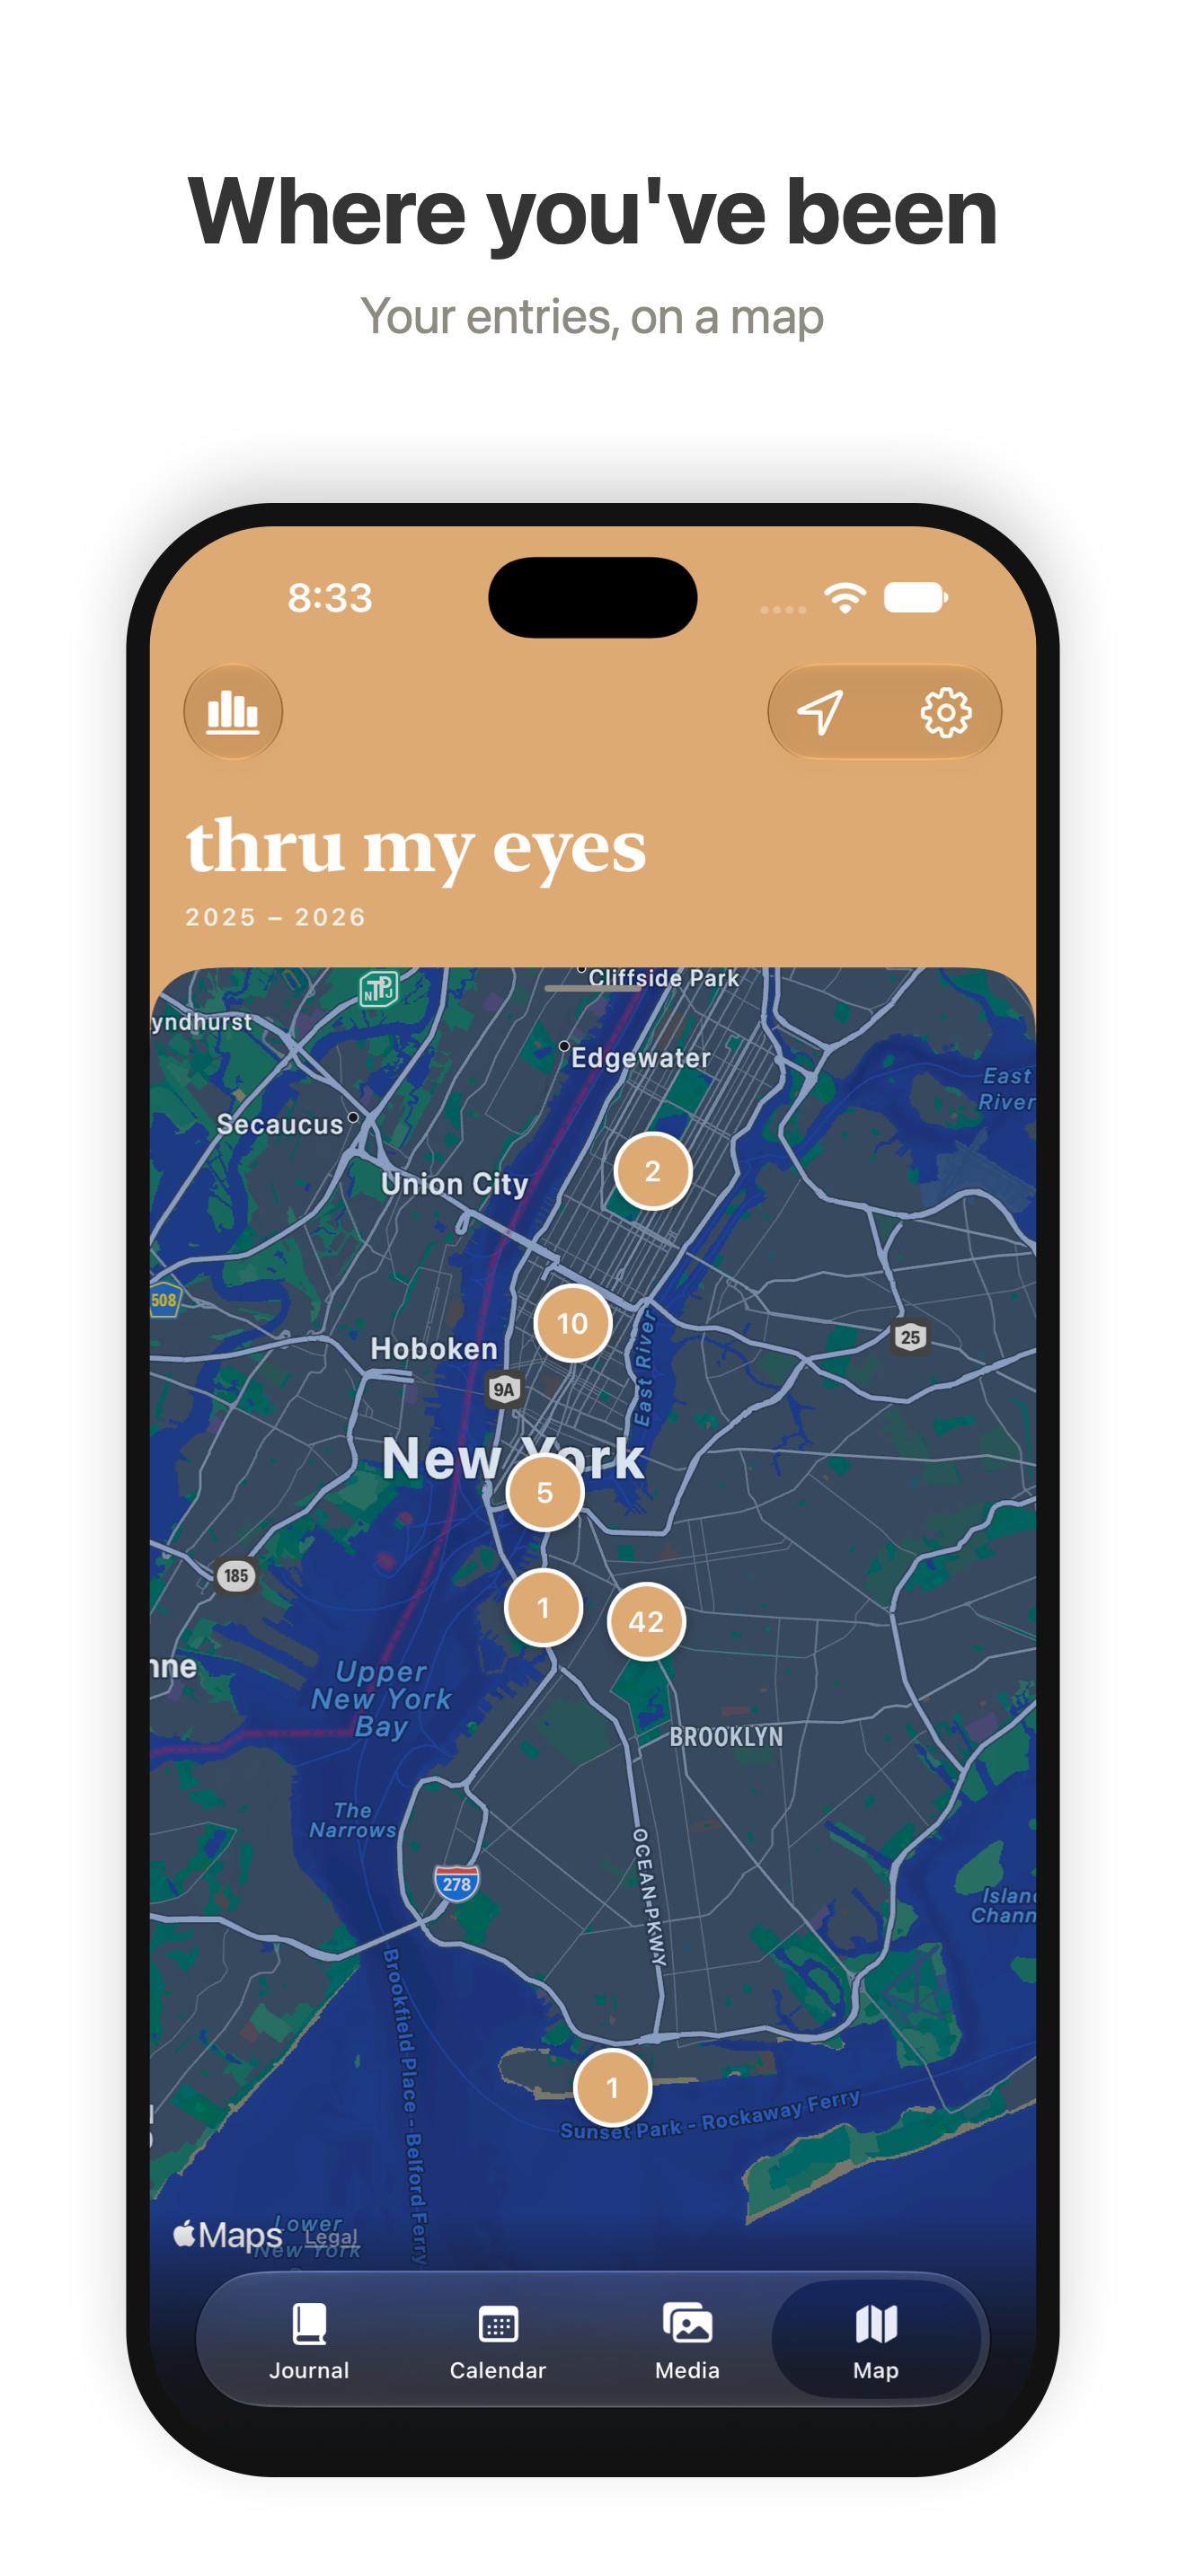 Where you've been
Your entries, on a map
8:33
thru my eyes
2025 – 2026
Cliffside Park
NTPJ
yndhurst
Edgewater
East
River
Secaucus
2
Union City
508
10
25
Hoboken
East River
9A
New York
5
185
1
42
nne
Upper
New York
Bay
BROOKLYN
The
Narrows
OCEAN PKWY
278
Islan
Chann
Brookfield Place - Belford Ferry
1
Sunset Park - Rockaway Ferry
Maps
Legal
Lower
New York
Journal
Calendar
Media
Map